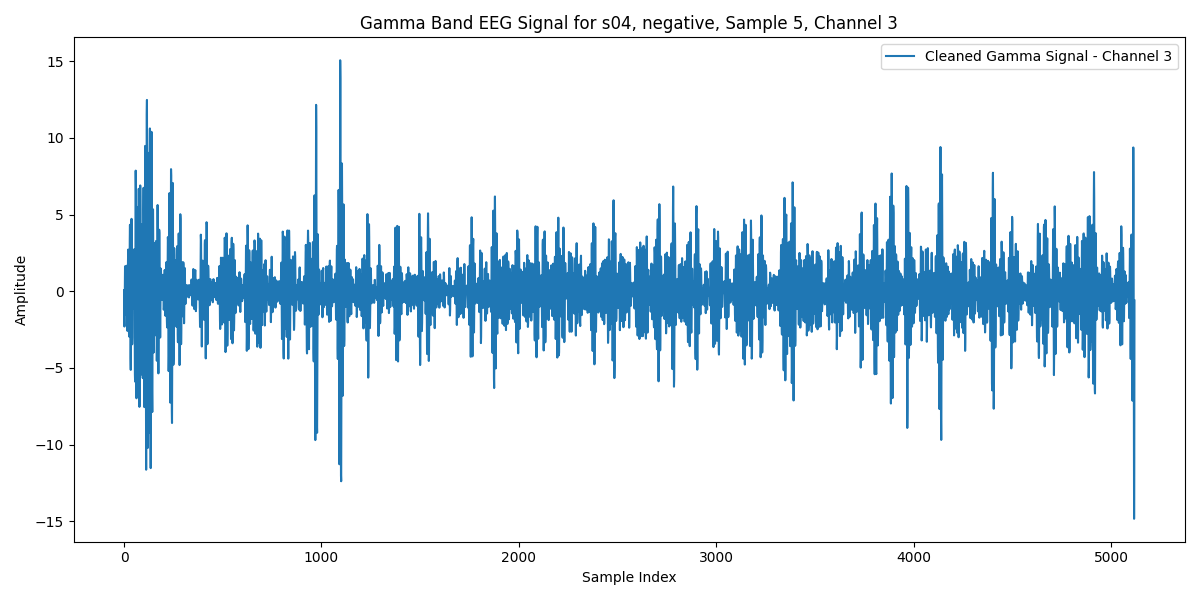 Gamma Band EEG Signal for s04, negative, Sample 5, Channel 3
Cleaned Gamma Signal - Channel 3
15
10
5
0
−5
−10
−15
Amplitude
0 1000 2000 3000 4000 5000
Sample Index